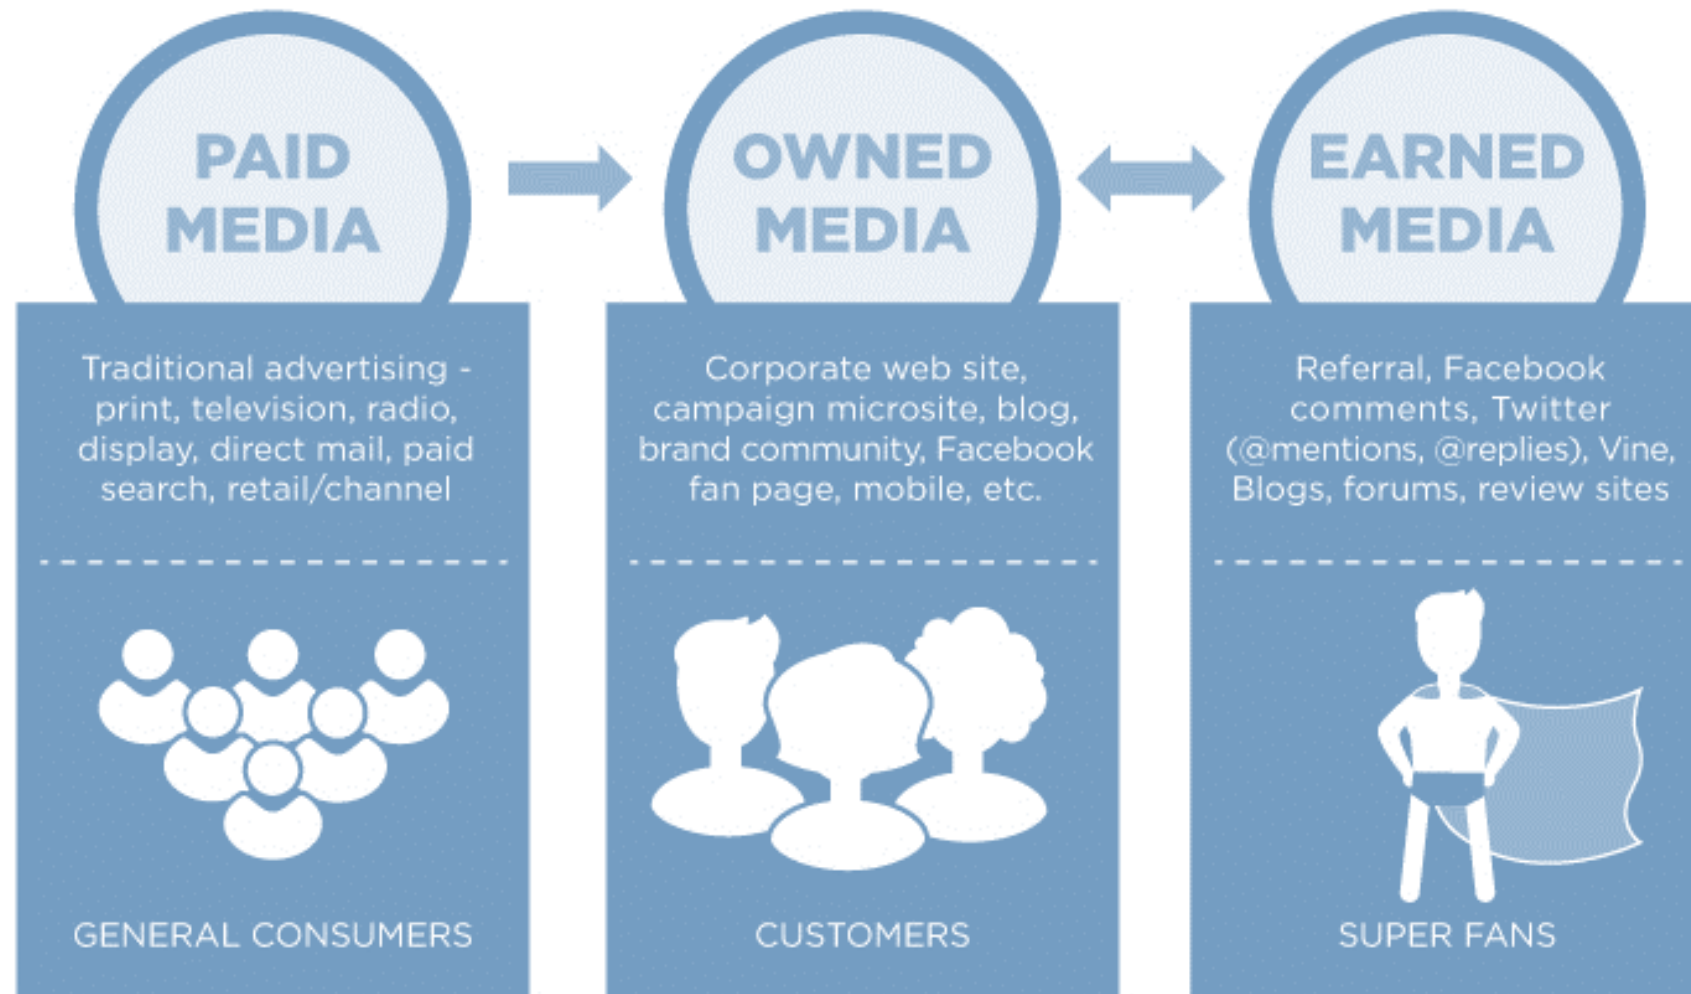 PAID
MEDIA
Traditional advertising -
print, television, radio,
display, direct mail, paid
search, retail/channel
GENERAL CONSUMERS
OWNED
MEDIA
Corporate web site,
campaign microsite, blog,
brand community, Facebook
fan page, mobile, etc.
CUSTOMERS
EARNED
MEDIA
Referral, Facebook
comments, Twitter
(@mentions, @replies), Vine,
Blogs, forums, review sites
SUPER FANS